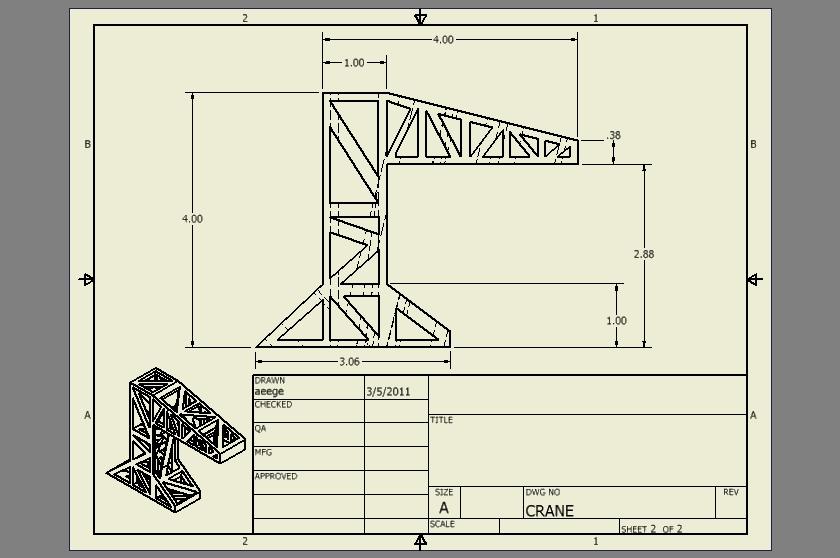 2 1
4.00
1.00
.38
B B
4.00
2.88
1.00
3.06
DRAWN
aeege 3/5/2011
CHECKED
TITLE
A A
QA
MFG
APPROVED
SIZE DWG NO REV
A CRANE
SCALE SHEET 2 OF 2
2 1